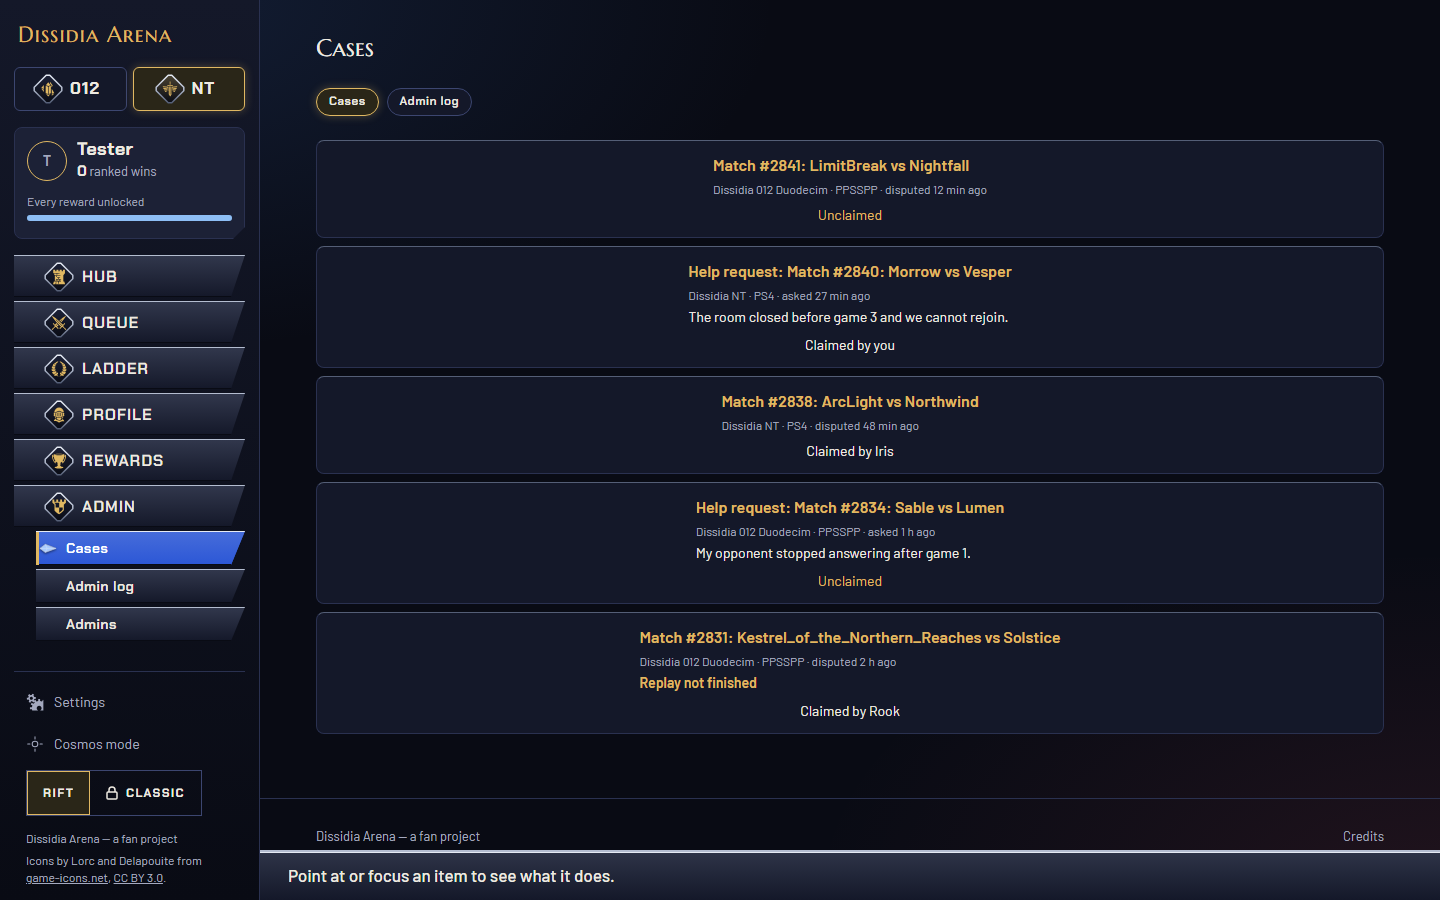 Dissidia Arena
012
NT
T
Tester
0 ranked wins
Every reward unlocked
HUB
QUEUE
LADDER
PROFILE
REWARDS
ADMIN
Cases
Admin log
Admins
Settings
Cosmos mode
RIFT
CLASSIC
Dissidia Arena — a fan project
Icons by Lorc and Delapouite from
game-icons.net, CC BY 3.0.
Cases
Cases
Admin log
Match #2841: LimitBreak vs Nightfall
Dissidia 012 Duodecim · PPSSPP · disputed 12 min ago
Unclaimed
Help request: Match #2840: Morrow vs Vesper
Dissidia NT · PS4 · asked 27 min ago
The room closed before game 3 and we cannot rejoin.
Claimed by you
Match #2838: ArcLight vs Northwind
Dissidia NT · PS4 · disputed 48 min ago
Claimed by Iris
Help request: Match #2834: Sable vs Lumen
Dissidia 012 Duodecim · PPSSPP · asked 1 h ago
My opponent stopped answering after game 1.
Unclaimed
Match #2831: Kestrel_of_the_Northern_Reaches vs Solstice
Dissidia 012 Duodecim · PPSSPP · disputed 2 h ago
Replay not finished
Claimed by Rook
Dissidia Arena — a fan project
Credits
Point at or focus an item to see what it does.